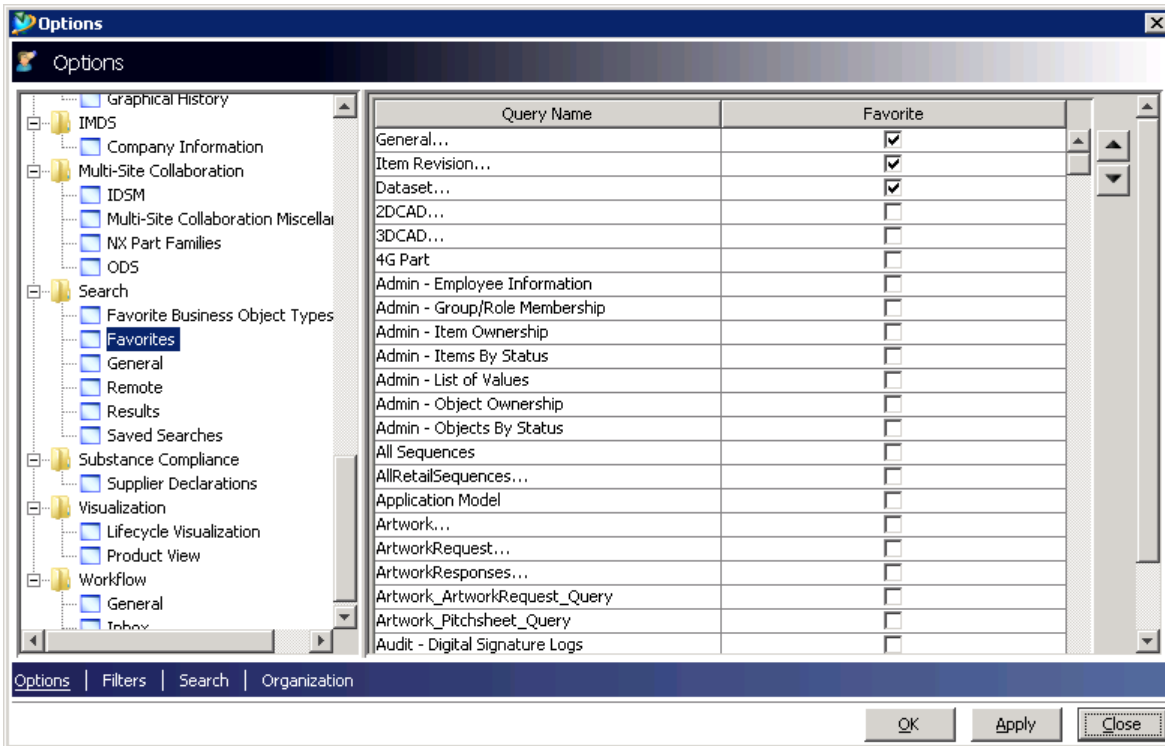 Options
Options
Graphical History
IMDS
Company Information
Multi-Site Collaboration
IDSM
Multi-Site Collaboration Miscellar
NX Part Families
ODS
Search
Favorite Business Object Types
Favorites
General
Remote
Results
Saved Searches
Substance Compliance
Supplier Declarations
Visualization
Lifecycle Visualization
Product View
Workflow
General
Inbox
Query Name Favorite
General...
Item Revision...
Dataset...
2DCAD...
3DCAD...
4G Part
Admin - Employee Information
Admin - Group/Role Membership
Admin - Item Ownership
Admin - Items By Status
Admin - List of Values
Admin - Object Ownership
Admin - Objects By Status
All Sequences
AllRetailSequences...
Application Model
Artwork...
ArtworkRequest...
ArtworkResponses...
Artwork_ArtworkRequest_Query
Artwork_Pitchsheet_Query
Audit - Digital Signature Logs
Options | Filters | Search | Organization
OK Apply Close